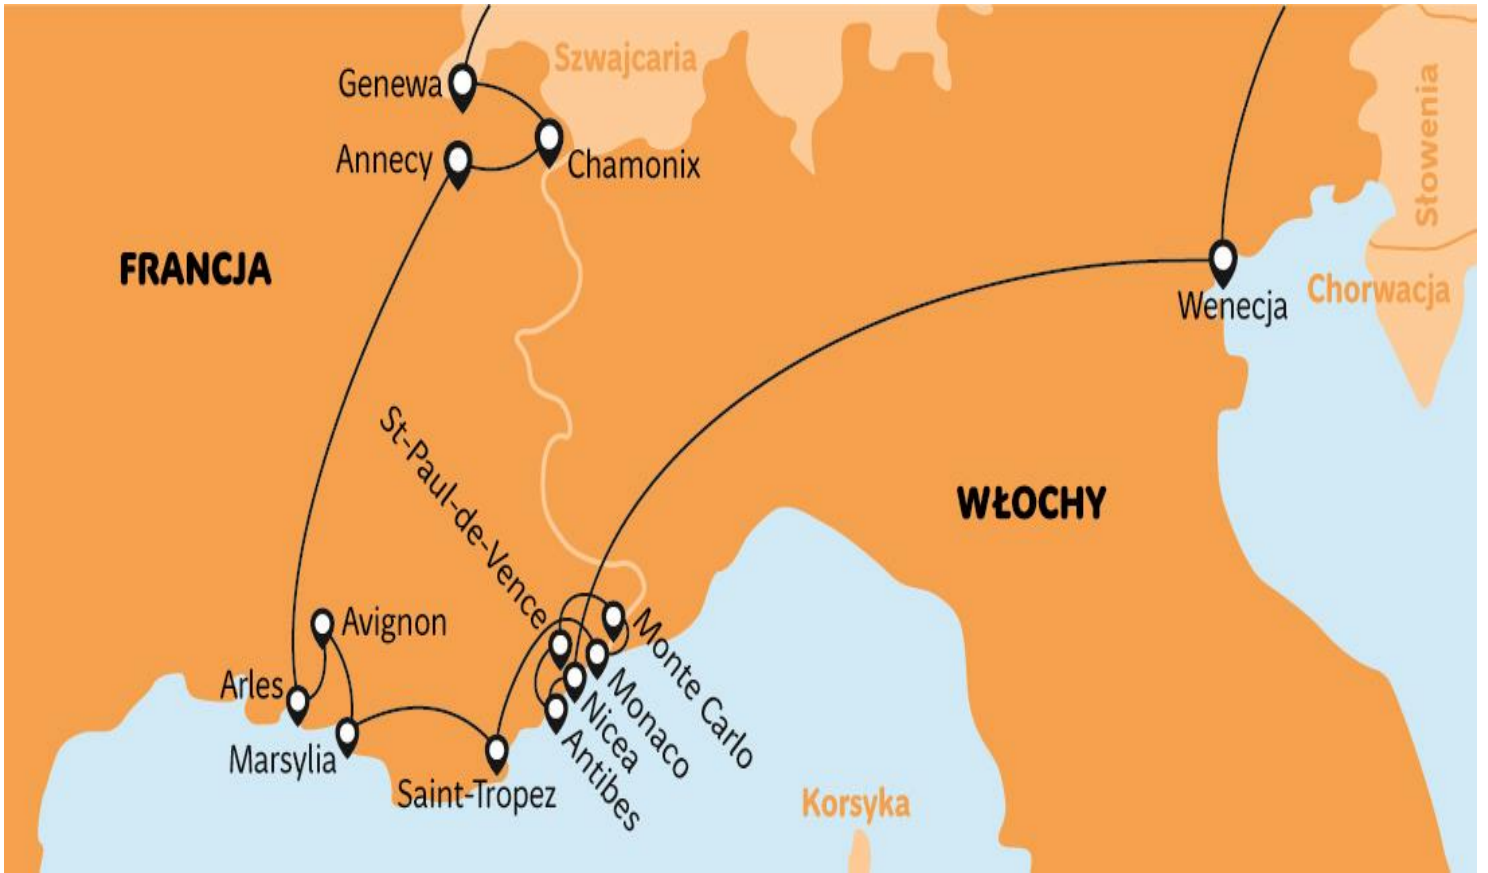 Szwajcaria
Genewa
Słowenia
Annecy
Chamonix
FRANCJA
Chorwacja
Wenecja
St-Paul-de-Vence
WŁOCHY
Avignon
Monte Carlo
Arles
Monaco
Nicea
Marsylia
Antibes
Saint-Tropez
Korsyka